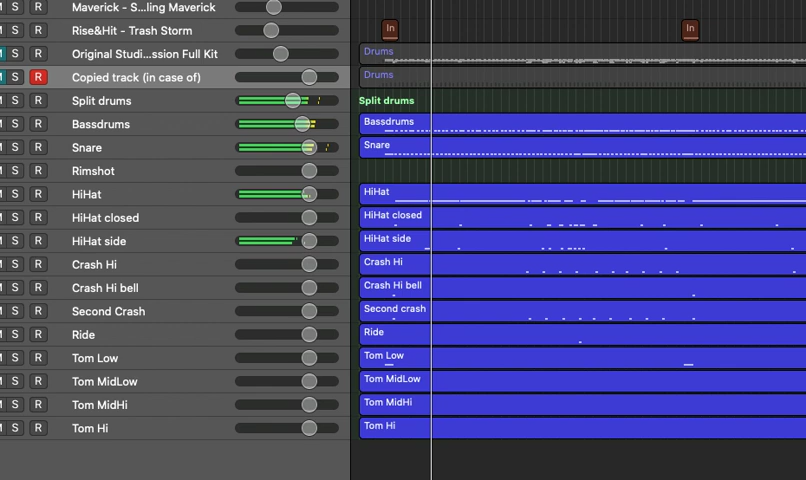 Maverick - S...ling Maverick
S R Rise&Hit - Trash Storm In In
S R Original Studi...ssion Full Kit Drums
S R Copied track (in case of) Drums
S R Split drums Split drums
S R Bassdrums Bassdrums
S R Snare Snare
S R Rimshot
S R HiHat HiHat
S R HiHat closed HiHat closed
S R HiHat side HiHat side
S R Crash Hi Crash Hi
S R Crash Hi bell Crash Hi bell
S R Second Crash Second crash
S R Ride Ride
S R Tom Low Tom Low
S R Tom MidLow Tom MidLow
S R Tom MidHi Tom MidHi
S R Tom Hi Tom Hi